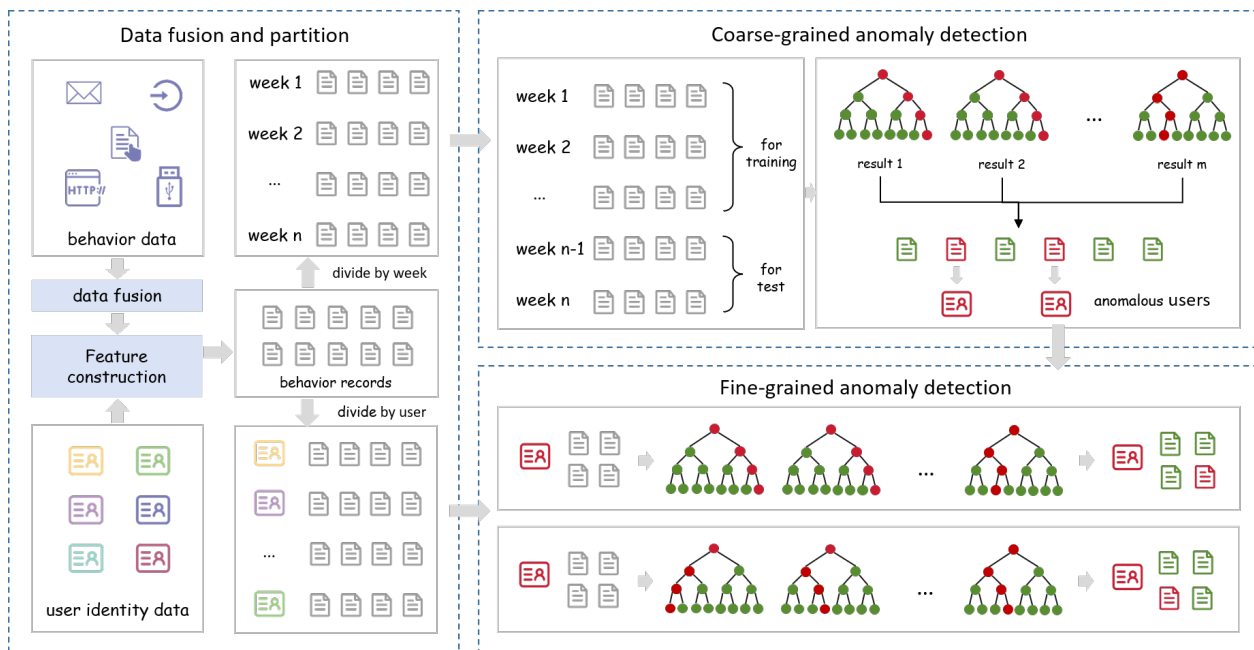 Data fusion and partition
HTTP://
behavior data
data fusion
Feature
construction
user identity data
week 1
week 2
...
week n
divide by week
behavior records
divide by user
...
Coarse-grained anomaly detection
week 1
week 2
...
week n-1
week n
for
training
for
test
...
result 1
result 2
result m
anomalous users
Fine-grained anomaly detection
...
...